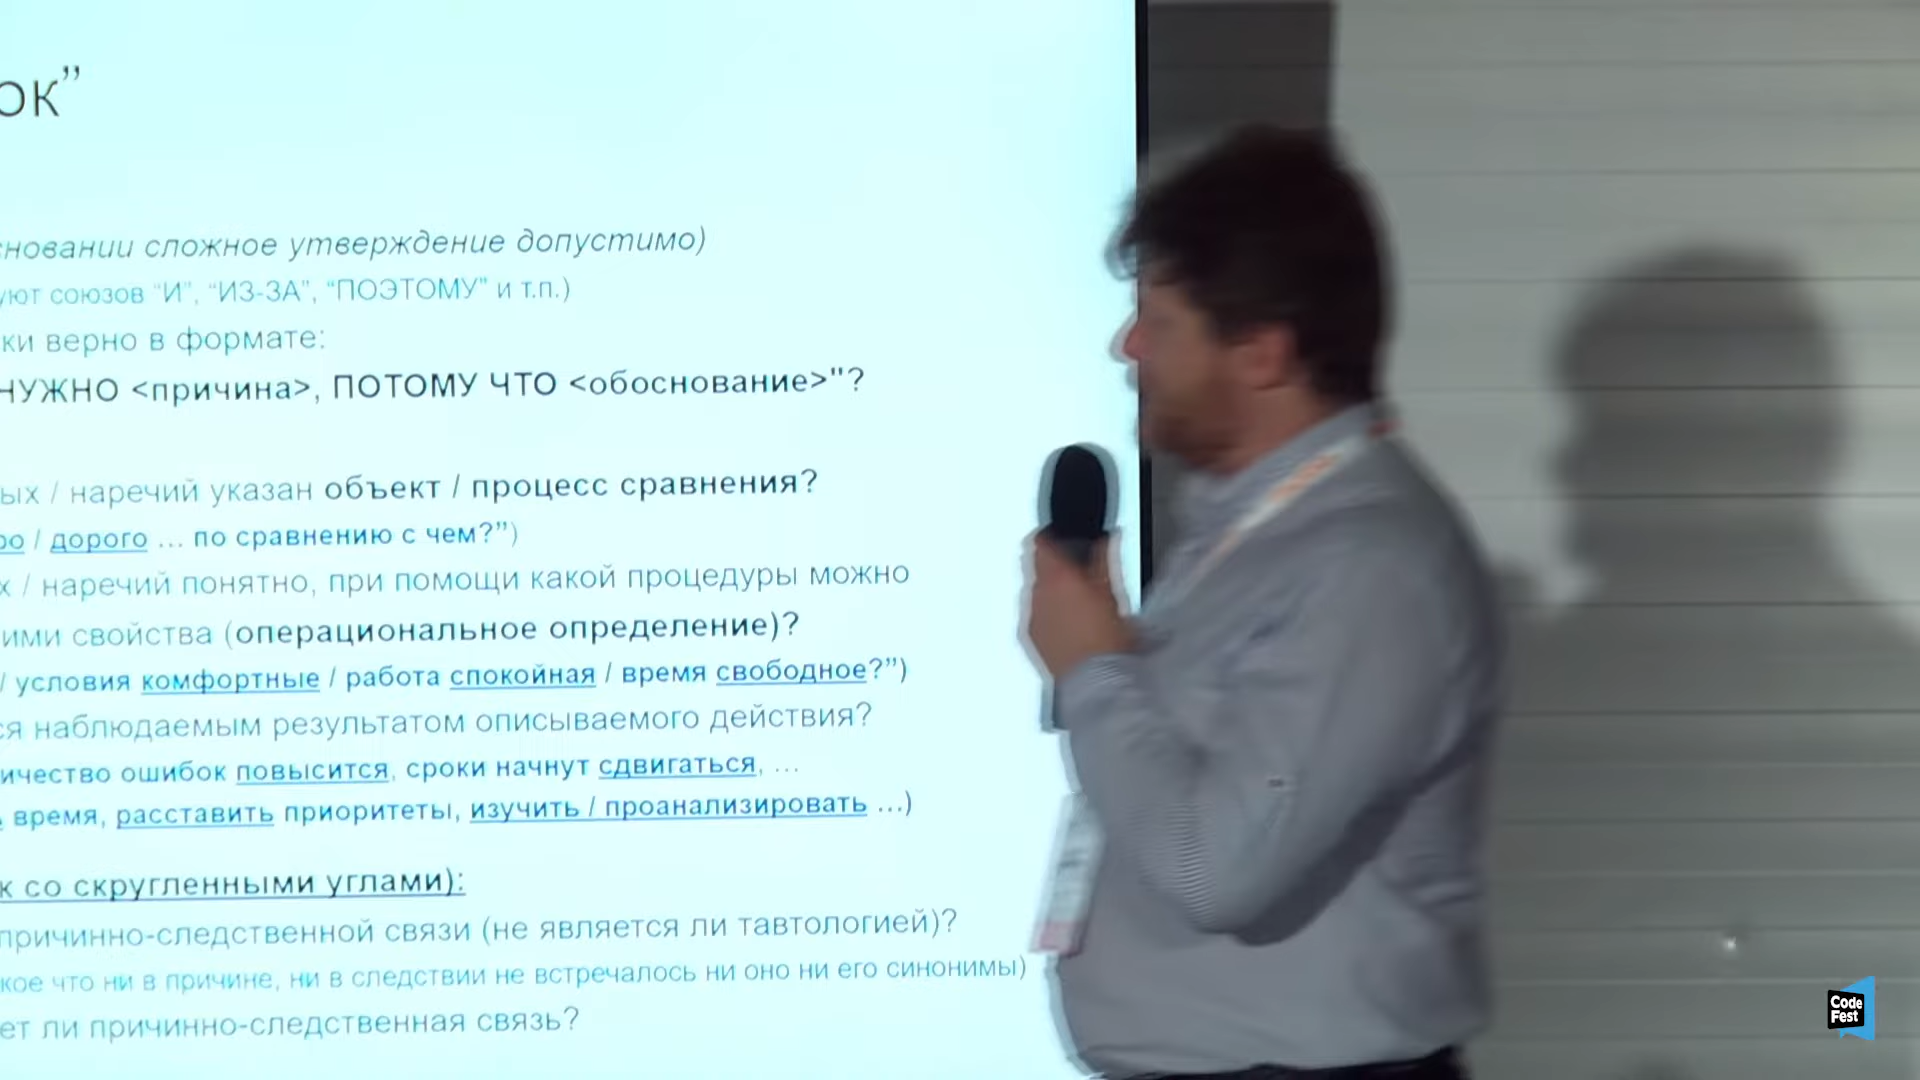 ОК”
сновании сложное утверждение допустимо)
уют союзов “И”, “ИЗ-ЗА”, “ПОЭТОМУ” и т.п.)
ки верно в формате:
НУЖНО <причина>, ПОТОМУ ЧТО <обоснование>"?
ых / наречий указан объект / процесс сравнения?
ро / дорого ... по сравнению с чем?”)
х / наречий понятно, при помощи какой процедуры можно
ими свойства (операциональное определение)?
/ условия комфортные / работа спокойная / время свободное?”)
ся наблюдаемым результатом описываемого действия?
ичество ошибок повысится, сроки начнут сдвигаться, ...
время, расставить приоритеты, изучить / проанализировать ...)
к со скругленными углами):
причинно-следственной связи (не является ли тавтологией)?
кое что ни в причине, ни в следствии не встречалось ни оно ни его синонимы)
ет ли причинно-следственная связь?
Code
Fest